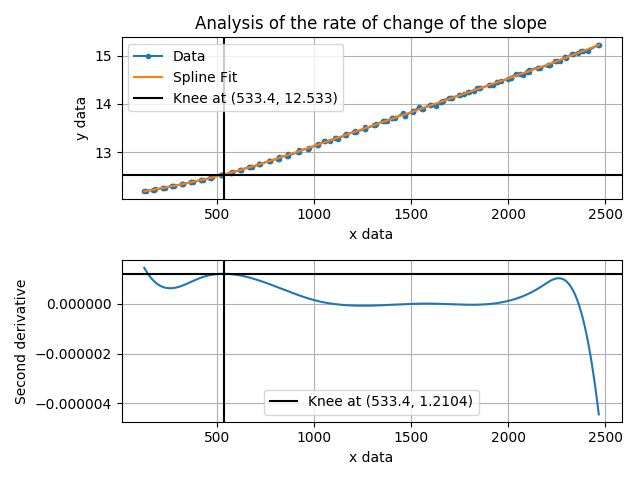 Analysis of the rate of change of the slope
Data
Spline Fit
Knee at (533.4, 12.533)
15
14
13
y data
500 1000 1500 2000 2500
x data
0.000000
−0.000002
−0.000004
Second derivative
Knee at (533.4, 1.2104)
500 1000 1500 2000 2500
x data